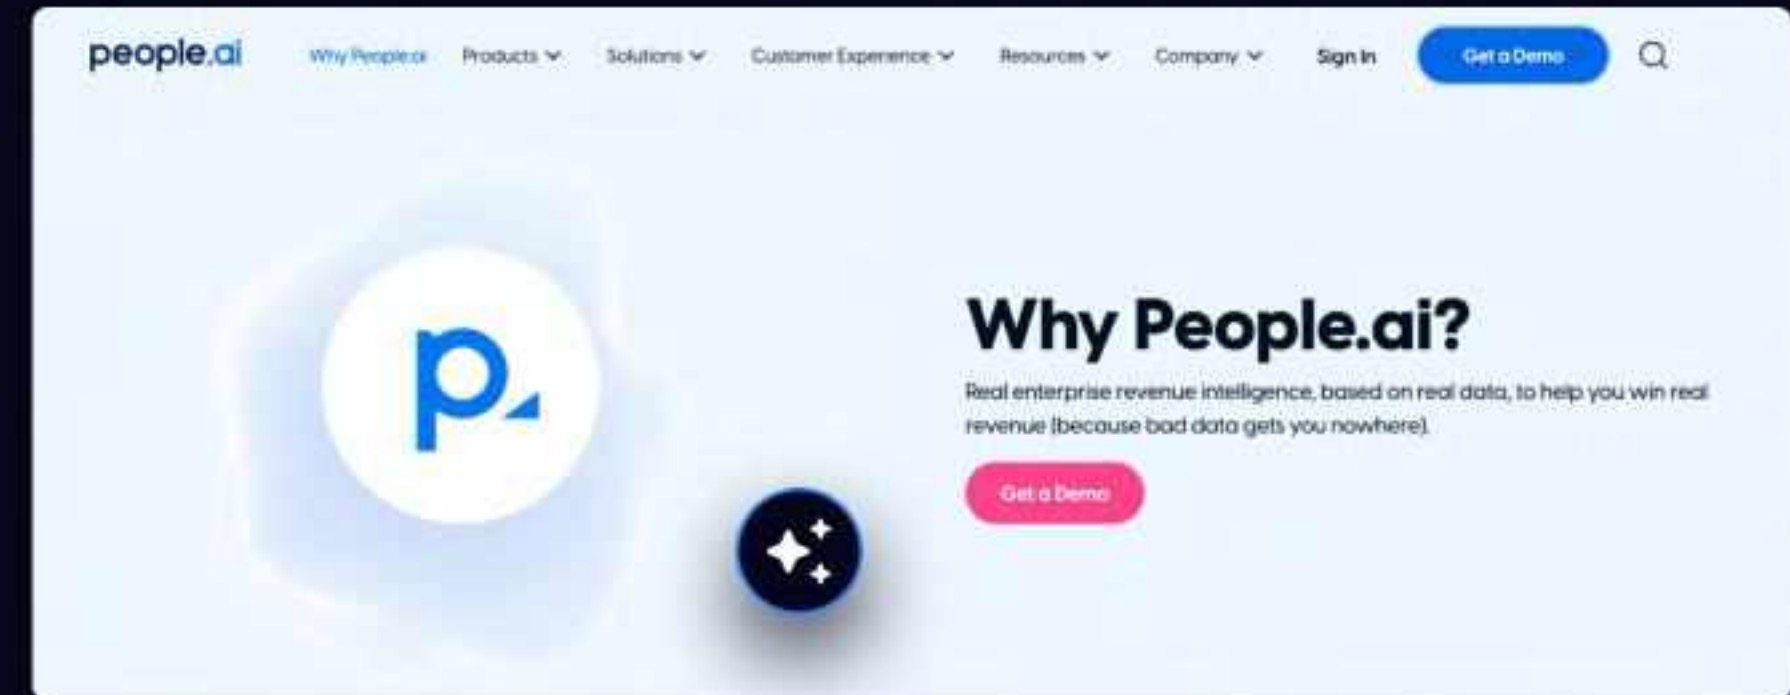 people.ai
Why People.ai
Products
Solutions
Customer Experience
Resources
Company
Sign In
Get a Demo
Why People.ai?
Real enterprise revenue intelligence, based on real data, to help you win real
revenue (because bad data gets you nowhere).
Get a Demo